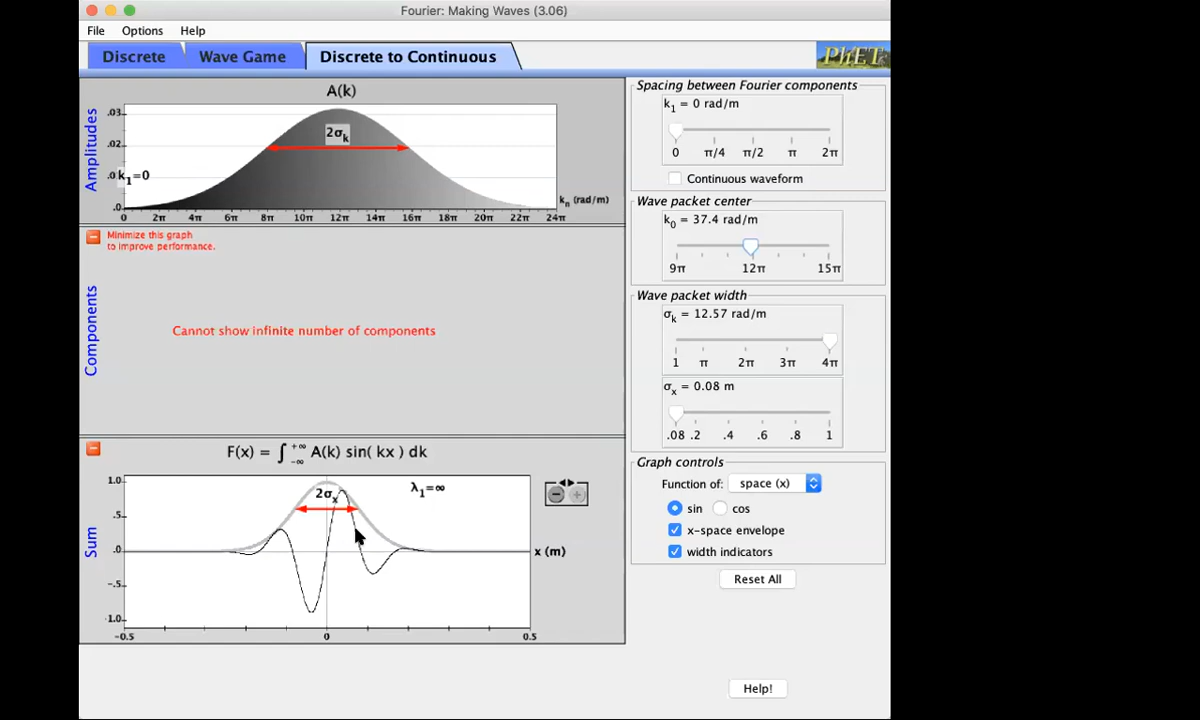 Fourier: Making Waves (3.06)
File Options Help
Discrete Wave Game Discrete to Continuous
PhET
Amplitudes
A(k)
.03
.02
.0
.0
2σk
k1=0
kn (rad/m)
0 2π 4π 6π 8π 10π 12π 14π 16π 18π 20π 22π 24π
Components
Minimize this graph
to improve performance.
Cannot show infinite number of components
Sum
F(x) = ∫ +∞ -∞ A(k) sin( kx ) dk
1.0
.5
.0
-.5
-1.0
2σx
λ1=∞
x (m)
-0.5 0 0.5
Spacing between Fourier components
k1 = 0 rad/m
0 π/4 π/2 π 2π
Continuous waveform
Wave packet center
k0 = 37.4 rad/m
9π 12π 15π
Wave packet width
σk = 12.57 rad/m
1 π 2π 3π 4π
σx = 0.08 m
.08 .2 .4 .6 .8 1
Graph controls
Function of: space (x)
sin cos
x-space envelope
width indicators
Reset All
Help!